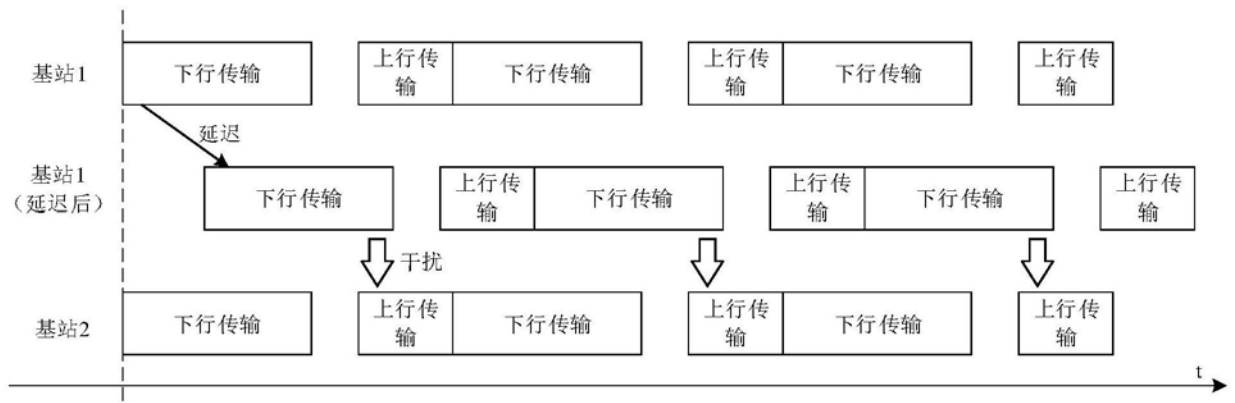 基站1
下行传输
上行传
输
下行传输
上行传
输
下行传输
上行传
输
延迟
基站1
（延迟后）
下行传输
上行传
输
下行传输
上行传
输
下行传输
上行传
输
干扰
基站2
下行传输
上行传
输
下行传输
上行传
输
下行传输
上行传
输
t